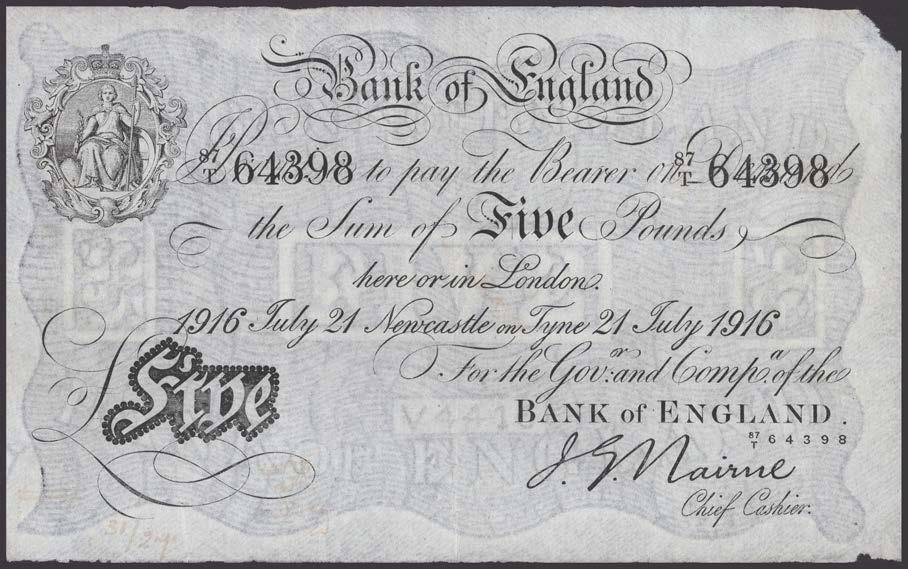 Bank of England
87/T 64398 to pay the Bearer on 87/T 64398
the Sum of Five Pounds,
here or in London.
1916 July 21 Newcastle on Tyne 21 July 1916
For the Govr: and Compa: of the
BANK of ENGLAND.
87/T 64398
Five
J. G. Nairne
Chief Cashier.